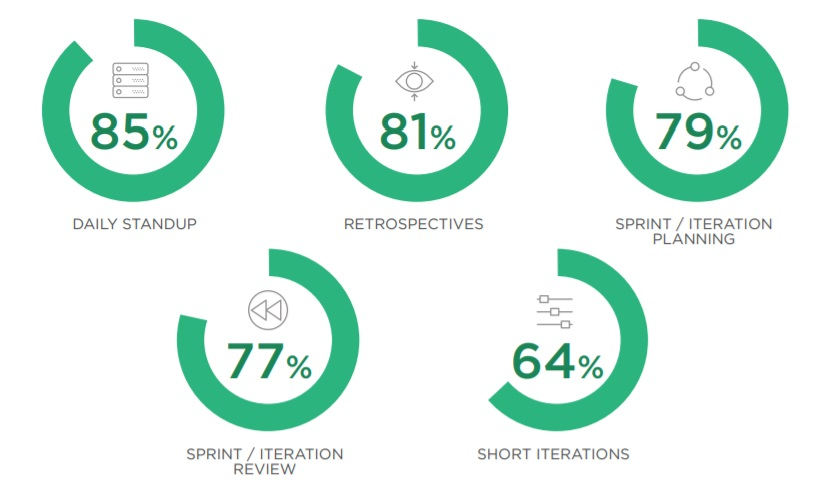 85%
DAILY STANDUP
81%
RETROSPECTIVES
79%
SPRINT / ITERATION
PLANNING
77%
SPRINT / ITERATION
REVIEW
64%
SHORT ITERATIONS